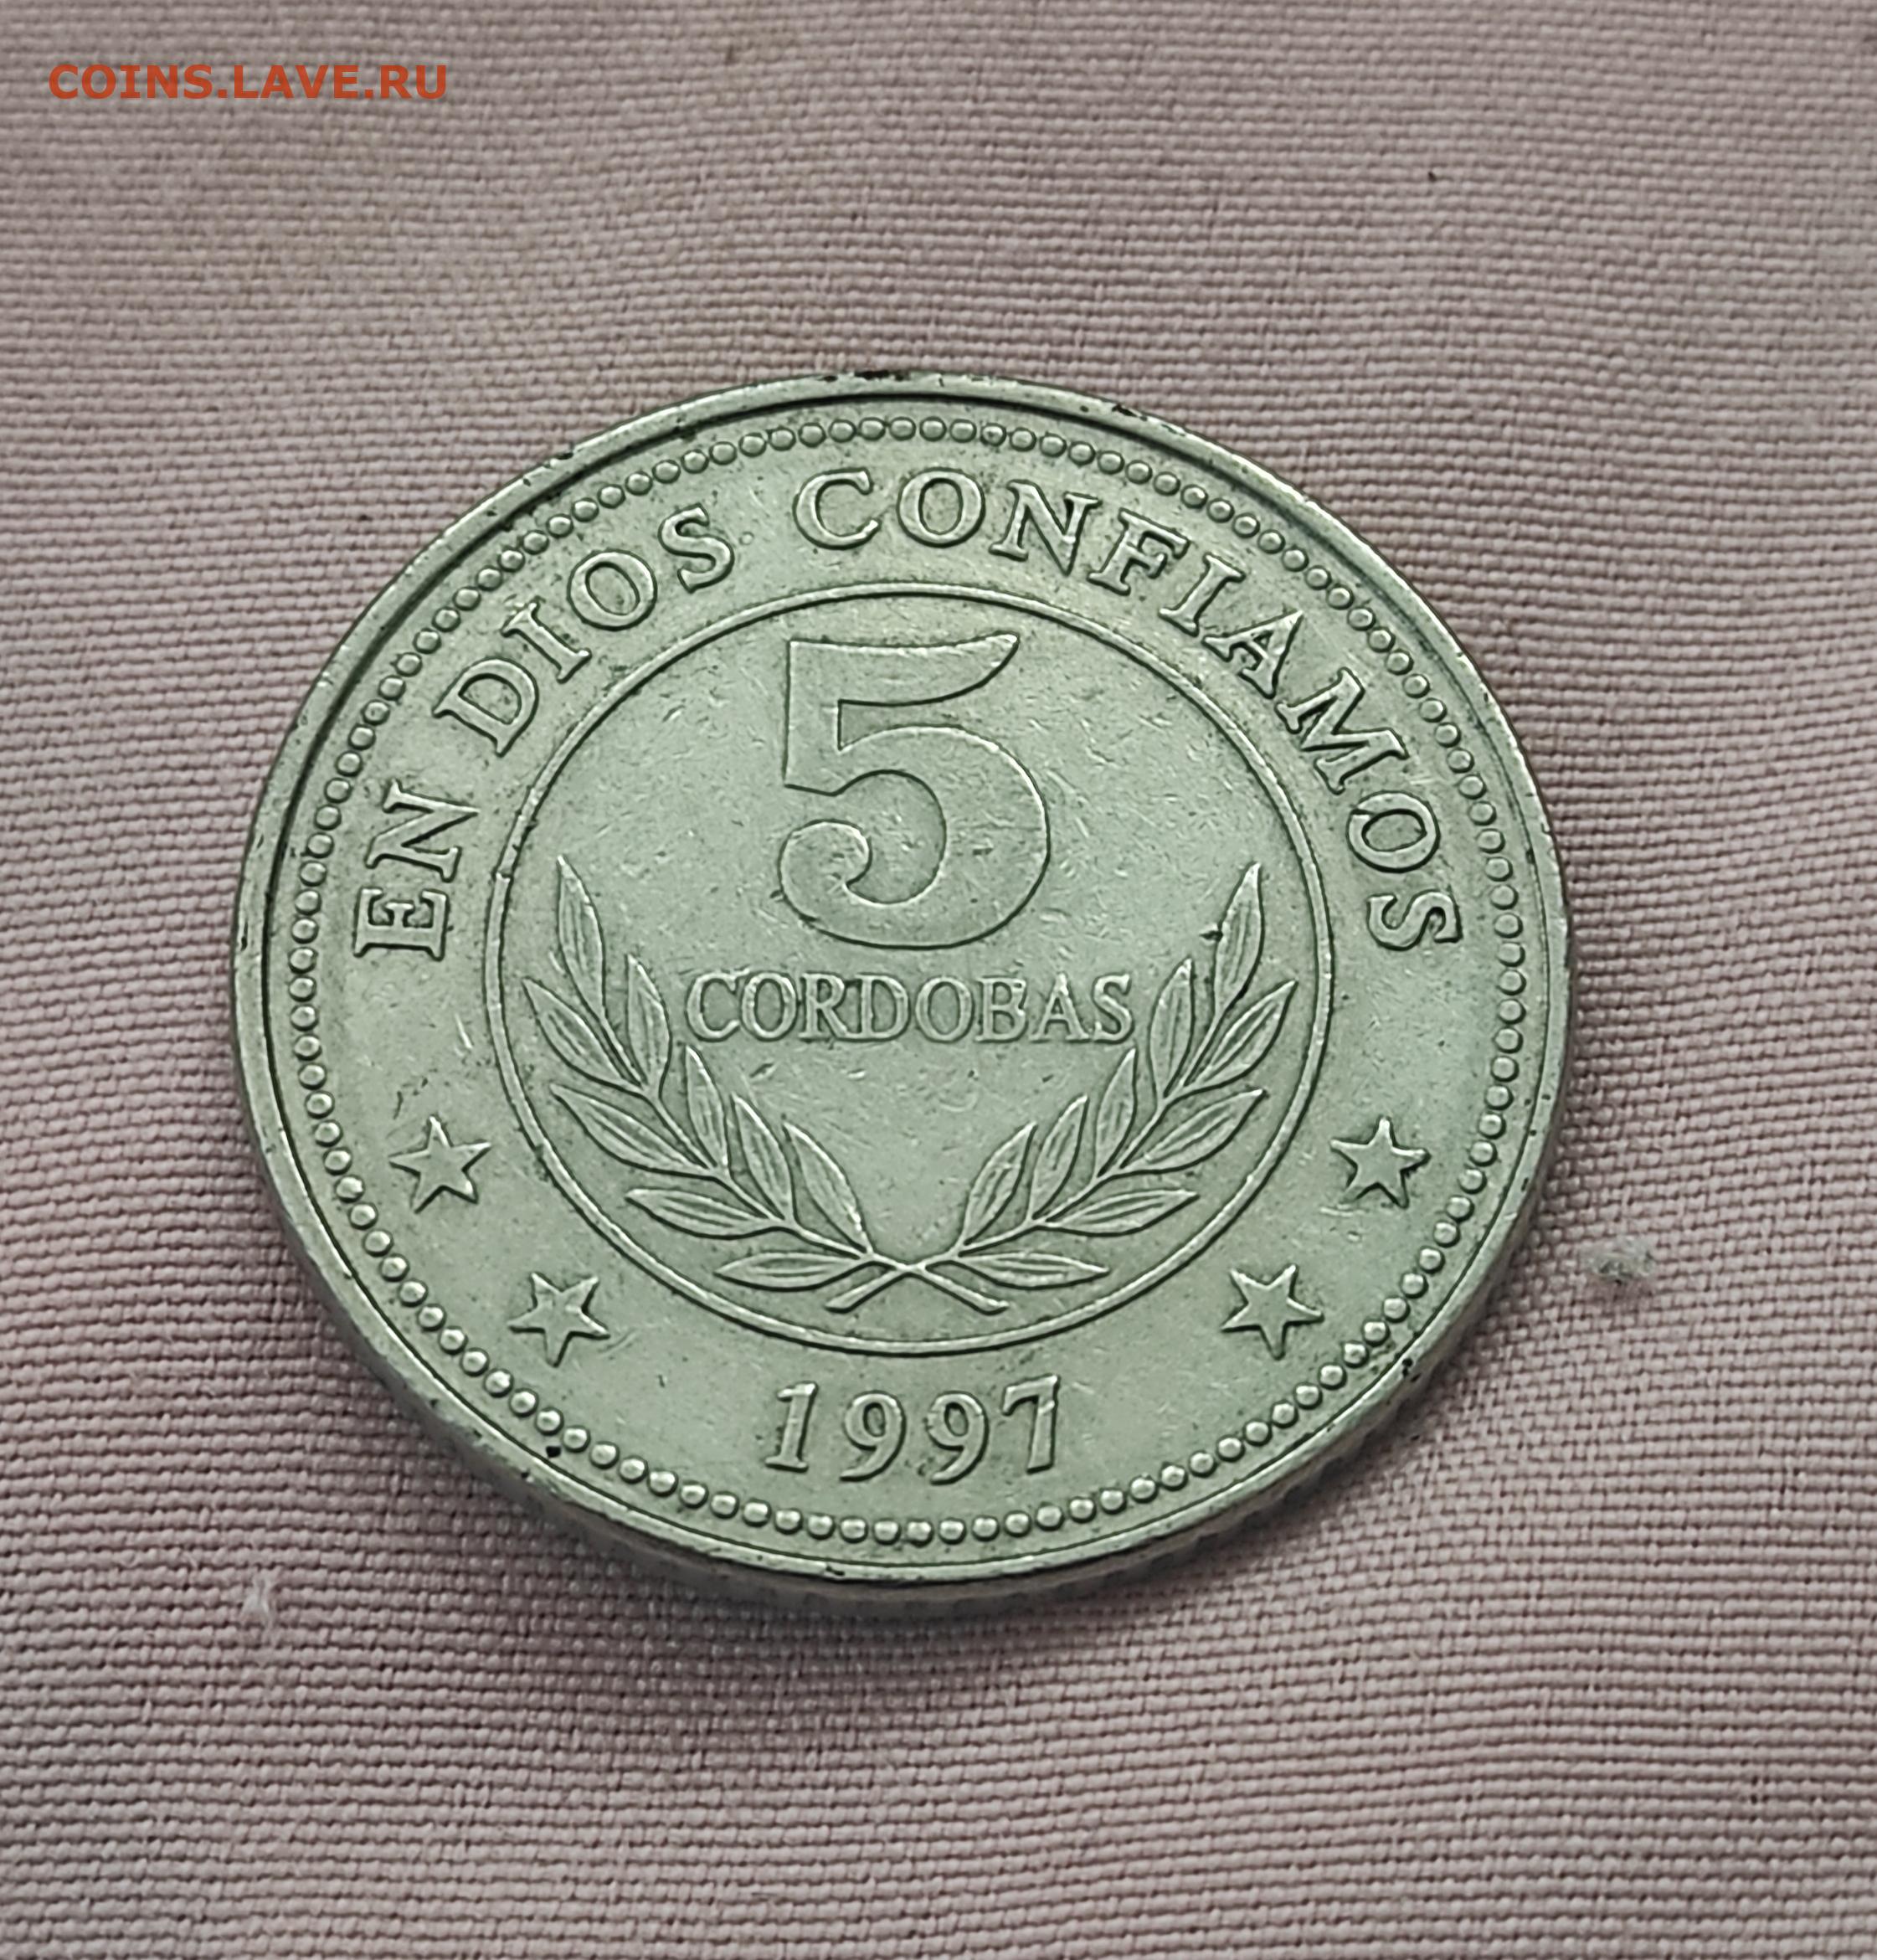 COINS.LAVE.RU
EN DIOS CONFIAMOS
5
CORDOBAS
1997